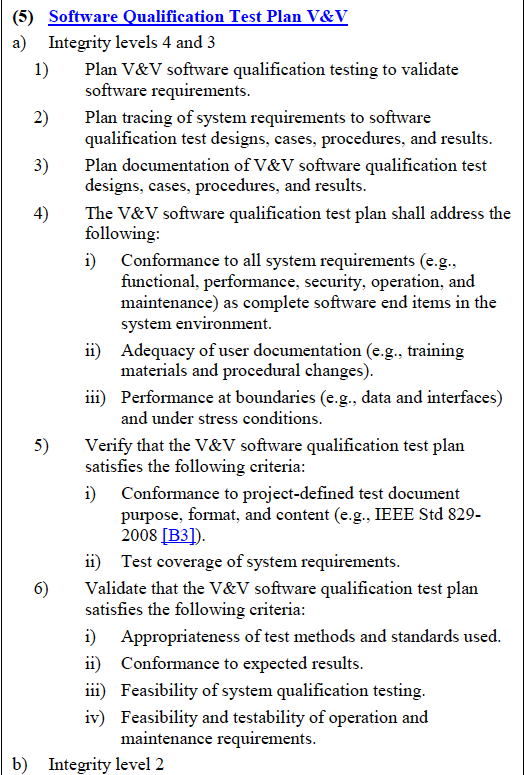 (5) Software Qualification Test Plan V&V
a) Integrity levels 4 and 3
1) Plan V&V software qualification testing to validate
software requirements.
2) Plan tracing of system requirements to software
qualification test designs, cases, procedures, and results.
3) Plan documentation of V&V software qualification test
designs, cases, procedures, and results.
4) The V&V software qualification test plan shall address the
following:
i) Conformance to all system requirements (e.g.,
functional, performance, security, operation, and
maintenance) as complete software end items in the
system environment.
ii) Adequacy of user documentation (e.g., training
materials and procedural changes).
iii) Performance at boundaries (e.g., data and interfaces)
and under stress conditions.
5) Verify that the V&V software qualification test plan
satisfies the following criteria:
i) Conformance to project-defined test document
purpose, format, and content (e.g., IEEE Std 829-
2008 [B3]).
ii) Test coverage of system requirements.
6) Validate that the V&V software qualification test plan
satisfies the following criteria:
i) Appropriateness of test methods and standards used.
ii) Conformance to expected results.
iii) Feasibility of system qualification testing.
iv) Feasibility and testability of operation and
maintenance requirements.
b) Integrity level 2